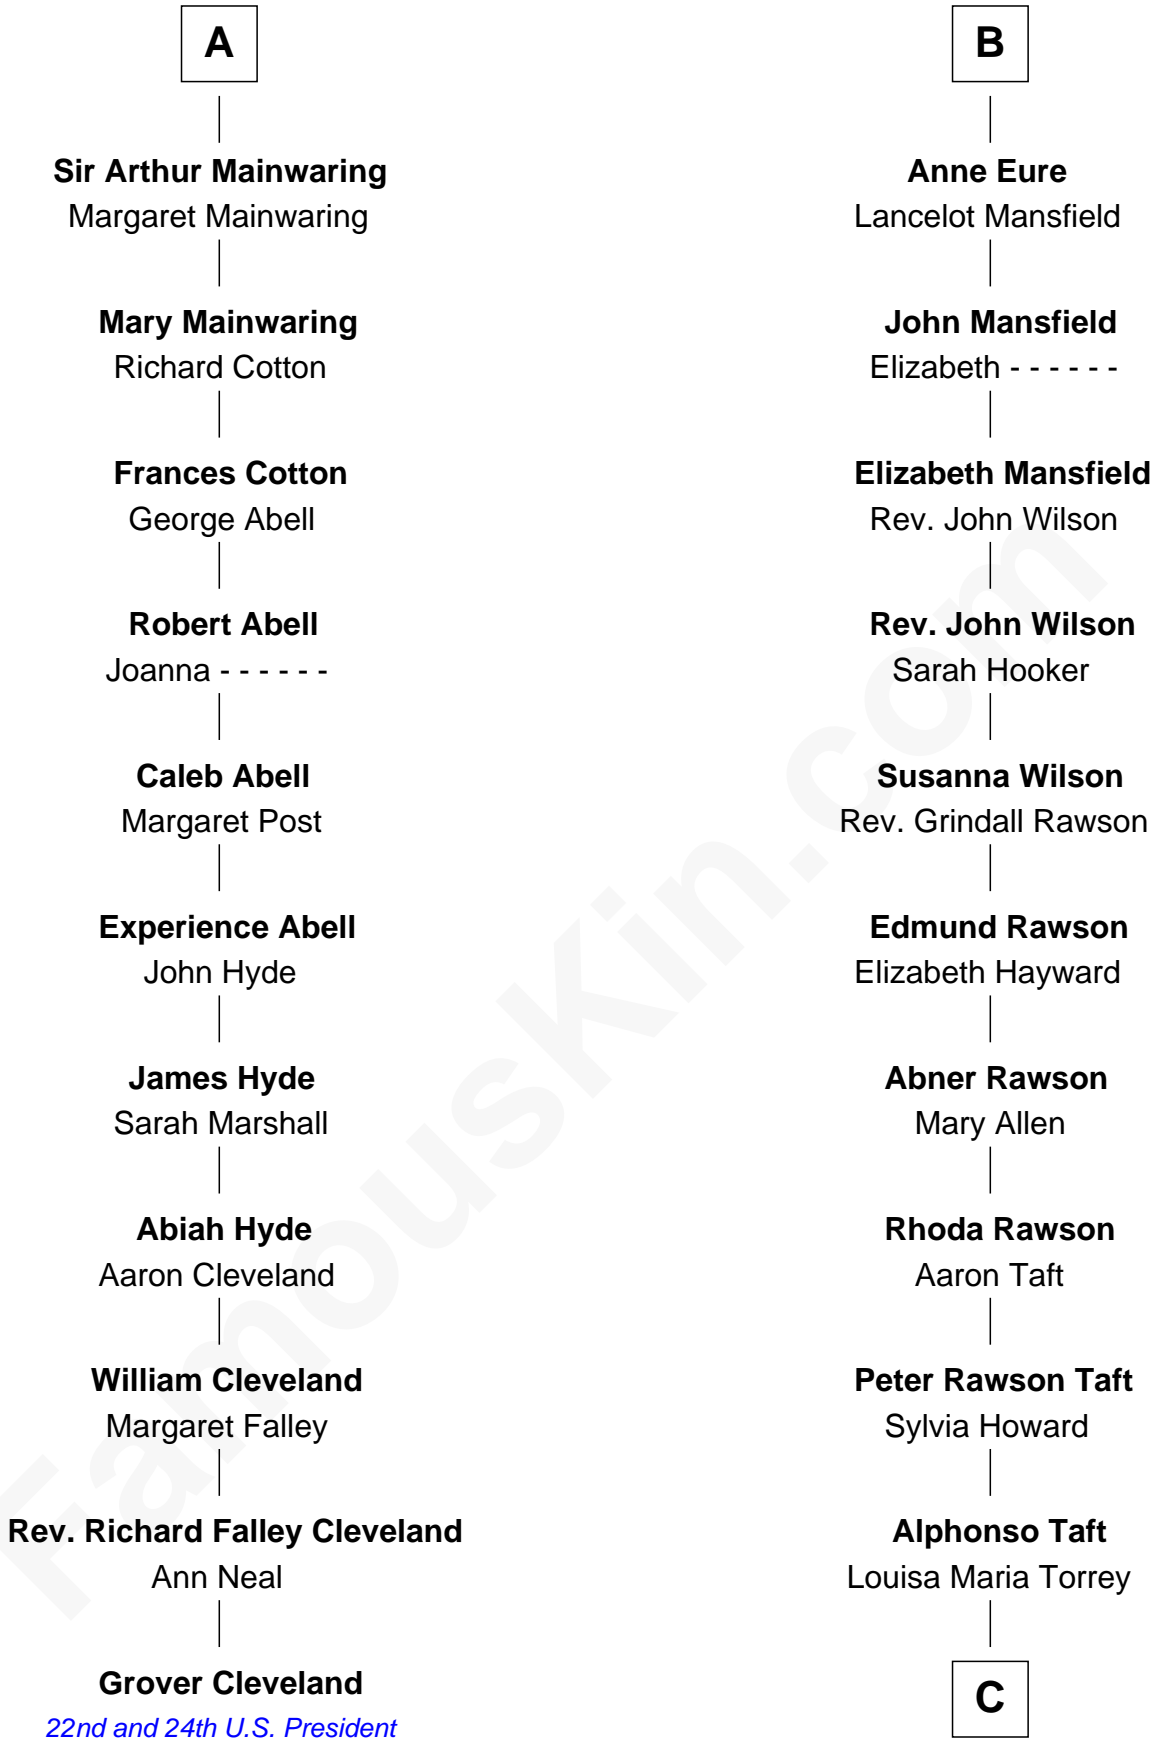 A
Sir Arthur Mainwaring
Margaret Mainwaring
Mary Mainwaring
Richard Cotton
Frances Cotton
George Abell
Robert Abell
Joanna - - - - - -
Caleb Abell
Margaret Post
Experience Abell
John Hyde
James Hyde
Sarah Marshall
Abiah Hyde
Aaron Cleveland
William Cleveland
Margaret Falley
Rev. Richard Falley Cleveland
Ann Neal
Grover Cleveland
22nd and 24th U.S. President
B
Anne Eure
Lancelot Mansfield
John Mansfield
Elizabeth - - - - - -
Elizabeth Mansfield
Rev. John Wilson
Rev. John Wilson
Sarah Hooker
Susanna Wilson
Rev. Grindall Rawson
Edmund Rawson
Elizabeth Hayward
Abner Rawson
Mary Allen
Rhoda Rawson
Aaron Taft
Peter Rawson Taft
Sylvia Howard
Alphonso Taft
Louisa Maria Torrey
C
FamousKin.com